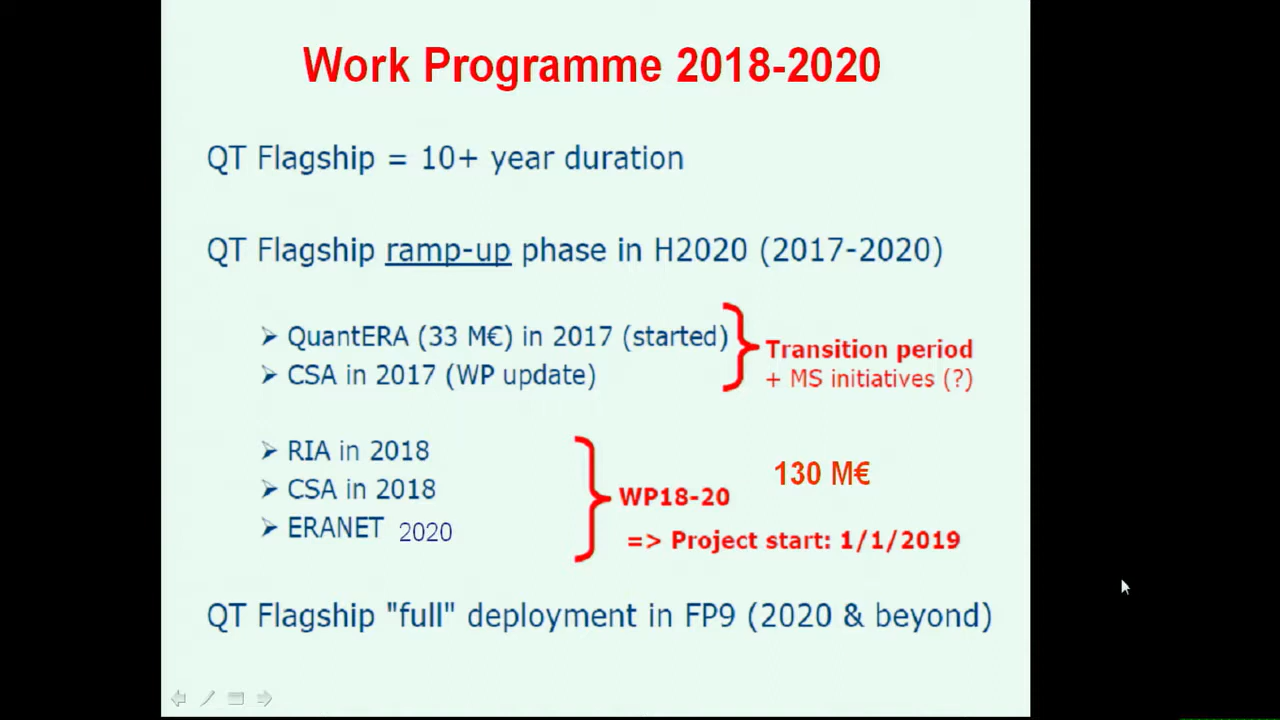 Work Programme 2018-2020
QT Flagship = 10+ year duration
QT Flagship ramp-up phase in H2020 (2017-2020)
➢ QuantERA (33 M€) in 2017 (started)
➢ CSA in 2017 (WP update)
Transition period
+ MS initiatives (?)
➢ RIA in 2018
➢ CSA in 2018
➢ ERANET 2020
130 M€
WP18-20
=> Project start: 1/1/2019
QT Flagship "full" deployment in FP9 (2020 & beyond)